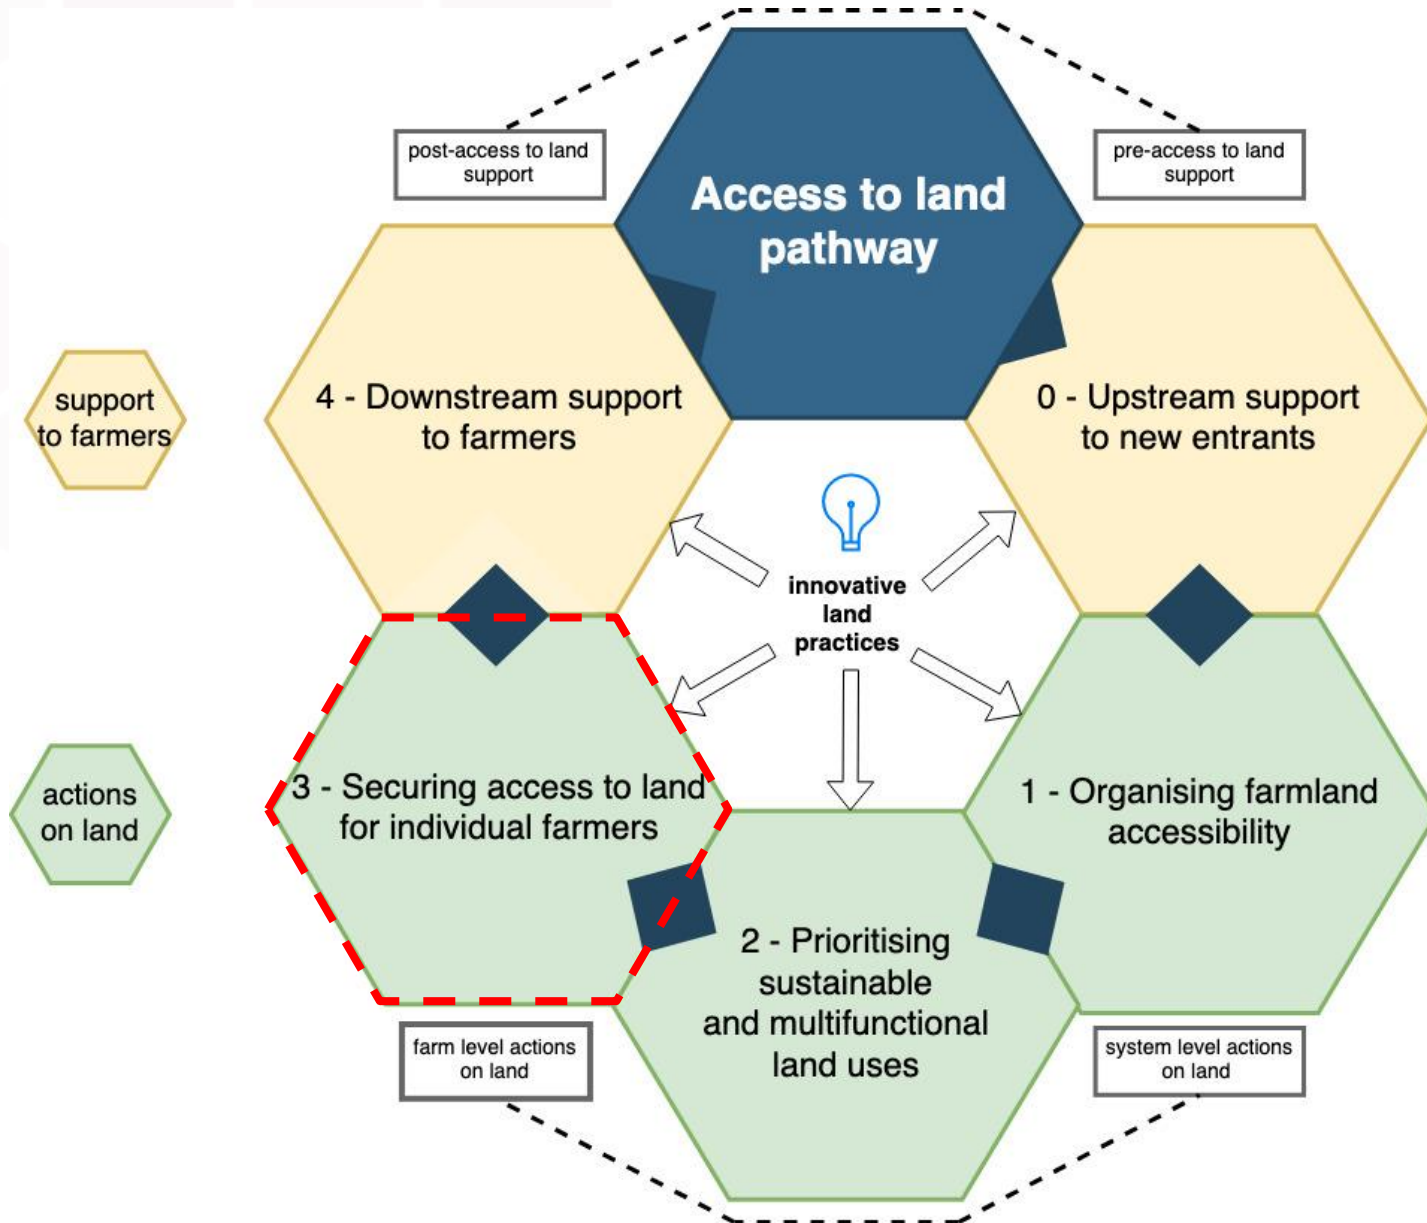 post-access to land
support
pre-access to land
support
Access to land
pathway
support
to farmers
4 - Downstream support
to farmers
0 - Upstream support
to new entrants
innovative
land
practices
actions
on land
3 - Securing access to land
for individual farmers
1 - Organising farmland
accessibility
2 - Prioritising
sustainable
and multifunctional
land uses
farm level actions
on land
system level actions
on land